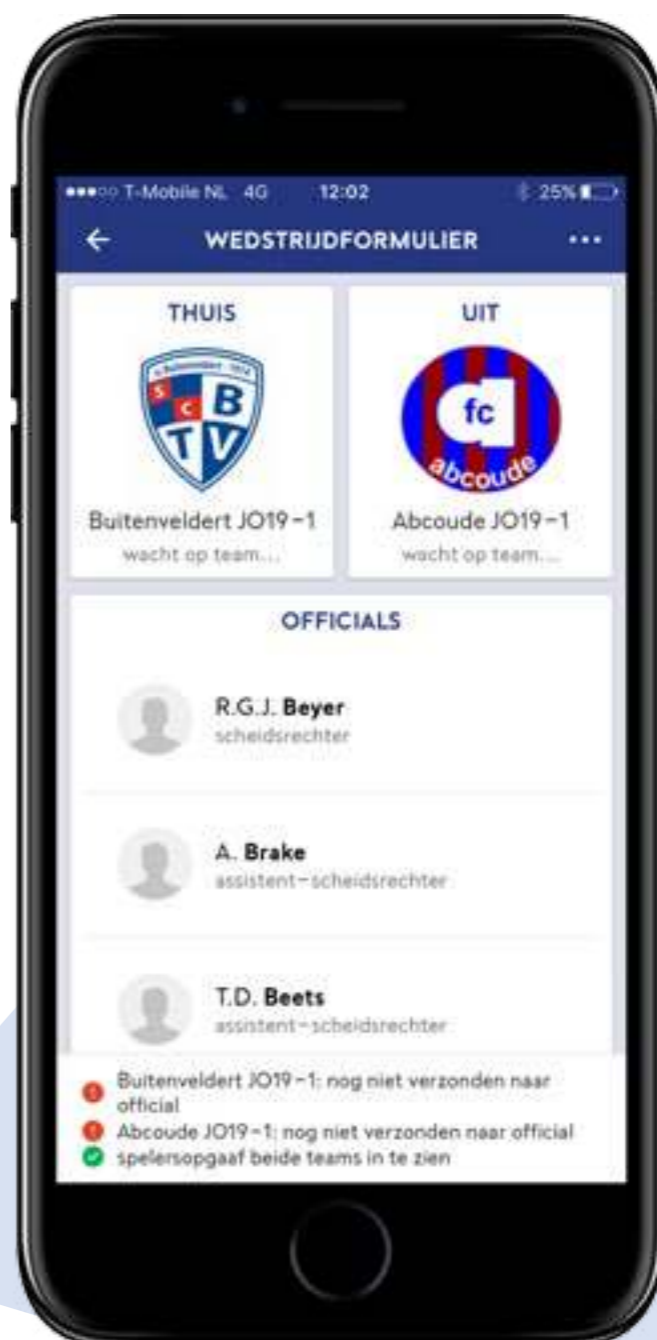 T-Mobile NL 4G 12:02 25%
WEDSTRIJDFORMULIER
THUIS
UIT
SC
B
TV
fc
abcoude
Buitenveldert JO19-1
Abcoude JO19-1
wacht op team...
wacht op team...
OFFICIALS
R.G.J. Beyer
scheidsrechter
A. Brake
assistent-scheidsrechter
T.D. Beets
assistent-scheidsrechter
Buitenveldert JO19-1: nog niet verzonden naar
official
Abcoude JO19-1: nog niet verzonden naar official
spelersopgaaf beide teams in te zien